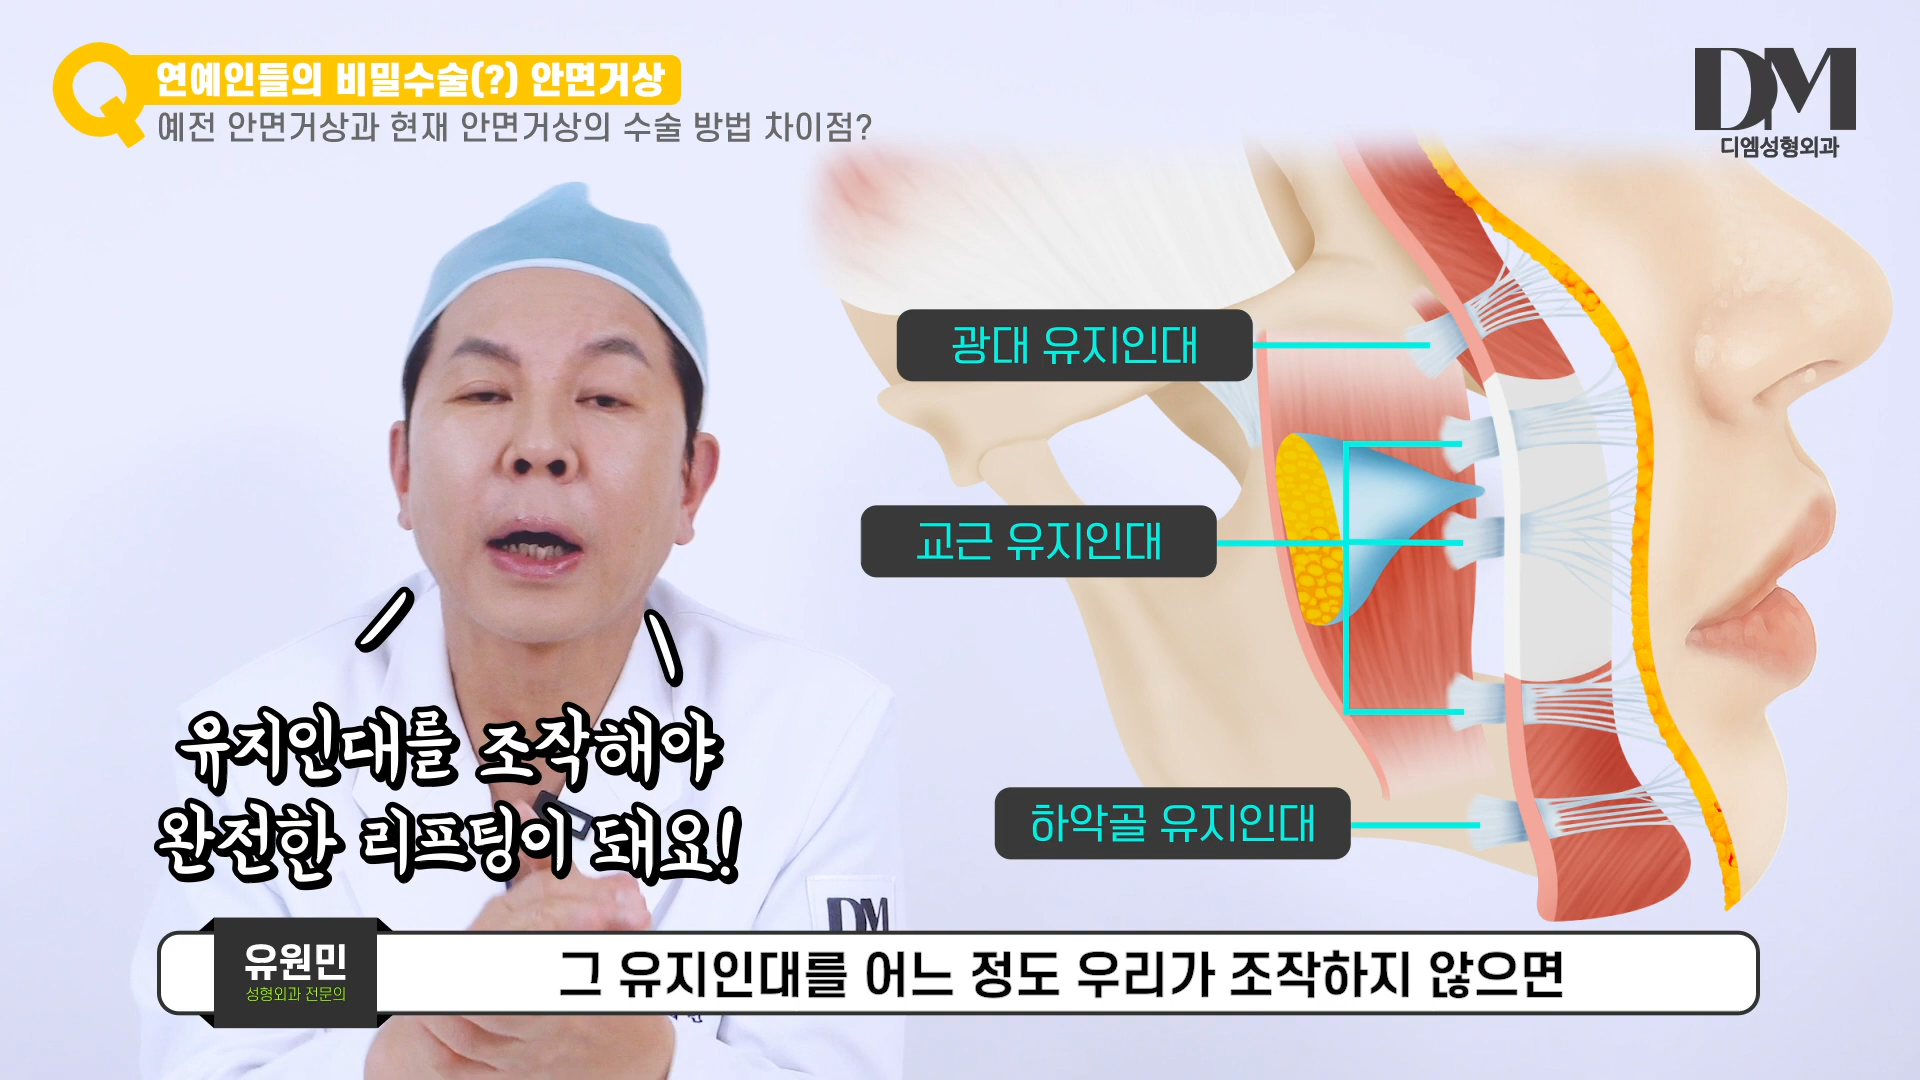 Q
연예인들의 비밀수술(?) 안면거상
예전 안면거상과 현재 안면거상의 수술 방법 차이점?
DM
디엠성형외과
광대 유지인대
교근 유지인대
하악골 유지인대
유지인대를 조작해야
완전한 리프팅이 돼요!
DM
유원민
성형외과 전문의
그 유지인대를 어느 정도 우리가 조작하지 않으면